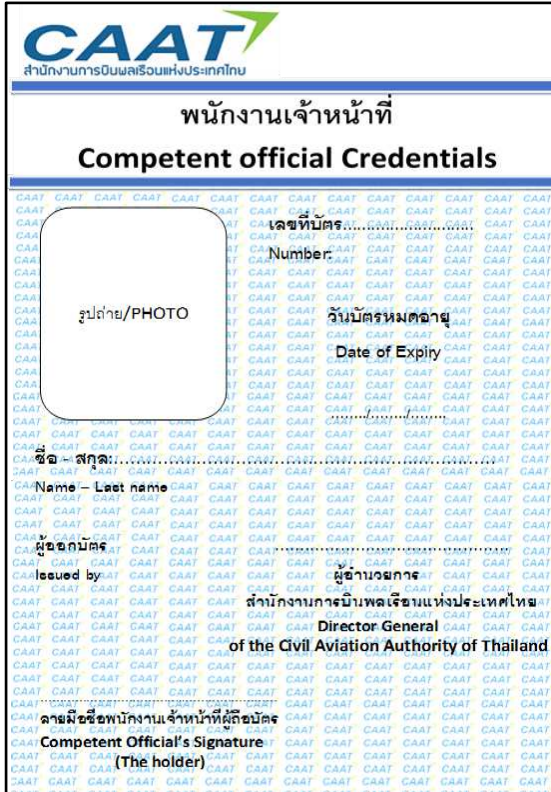 CAAT
สำนักงานการบินพลเรือนแห่งประเทศไทย
พนักงานเจ้าหน้าที่
Competent official Credentials
เลขที่บัตร............................
Number:
รูปถ่าย/PHOTO
วันบัตรหมดอายุ
Date of Expiry
......../......../........
ชื่อ - สกุล:..................................................................................
Name – Last name
ผู้ออกบัตร
Issued by
..................................................
ผู้อำนวยการ
สำนักงานการบินพลเรือนแห่งประเทศไทย
Director General
of the Civil Aviation Authority of Thailand
..................................................
ลายมือชื่อพนักงานเจ้าหน้าที่ผู้ถือบัตร
Competent Official's Signature
(The holder)